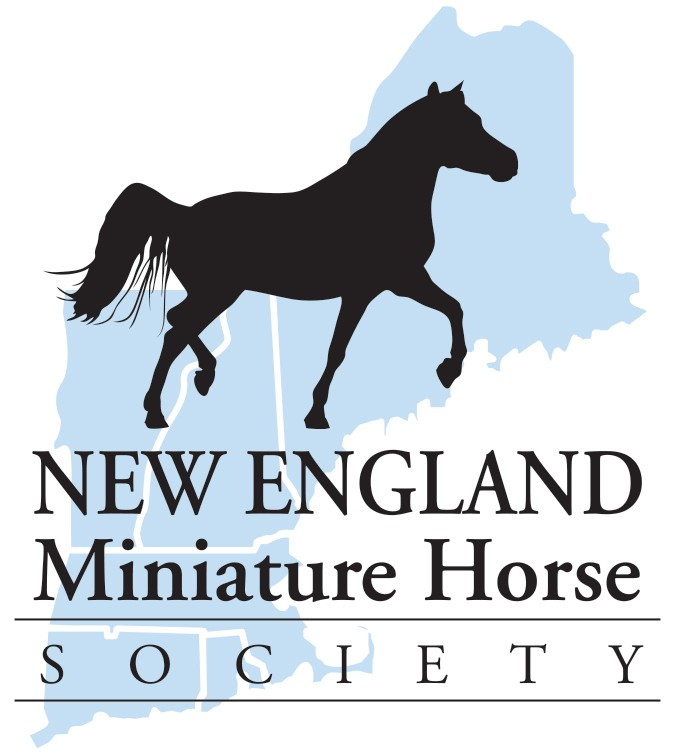 NEW ENGLAND
Miniature Horse
SOCIETY